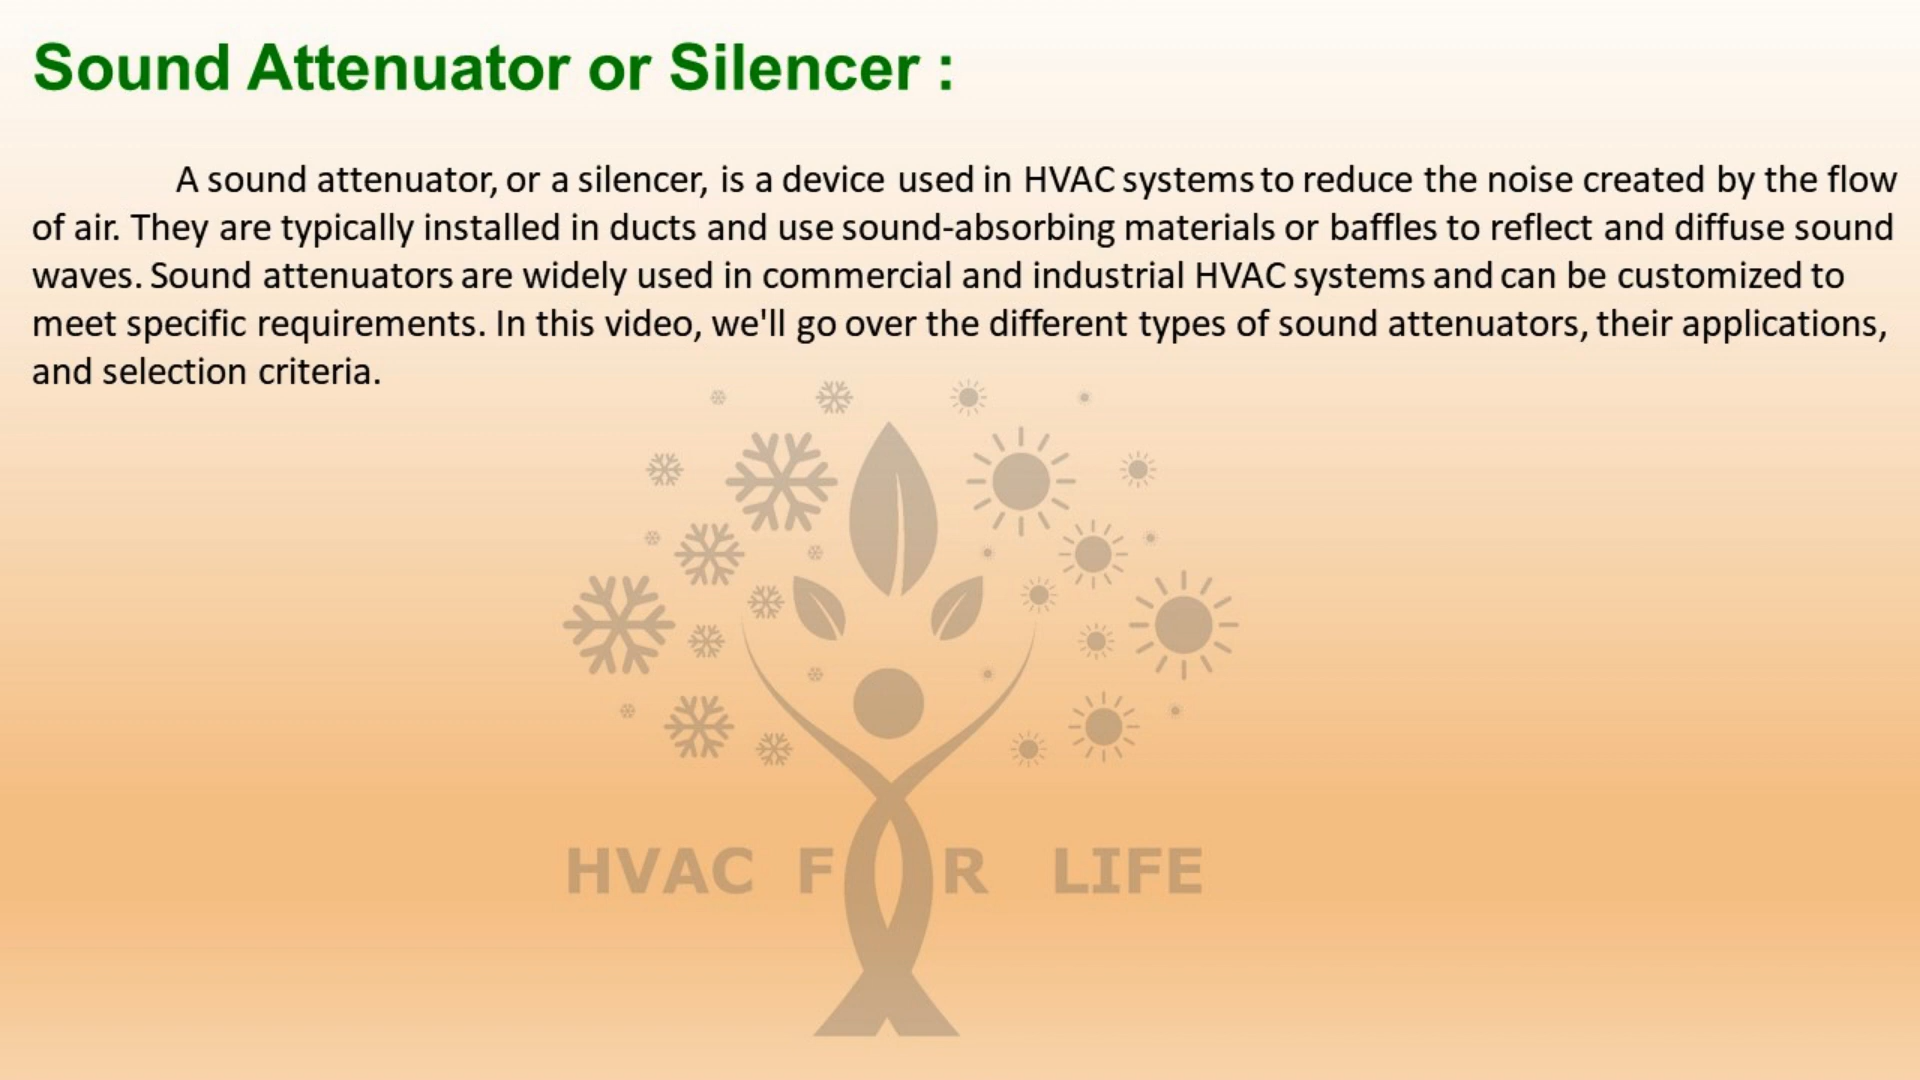 Sound Attenuator or Silencer :
A sound attenuator, or a silencer, is a device used in HVAC systems to reduce the noise created by the flow
of air. They are typically installed in ducts and use sound-absorbing materials or baffles to reflect and diffuse sound
waves. Sound attenuators are widely used in commercial and industrial HVAC systems and can be customized to
meet specific requirements. In this video, we'll go over the different types of sound attenuators, their applications,
and selection criteria.
HVAC FOR LIFE